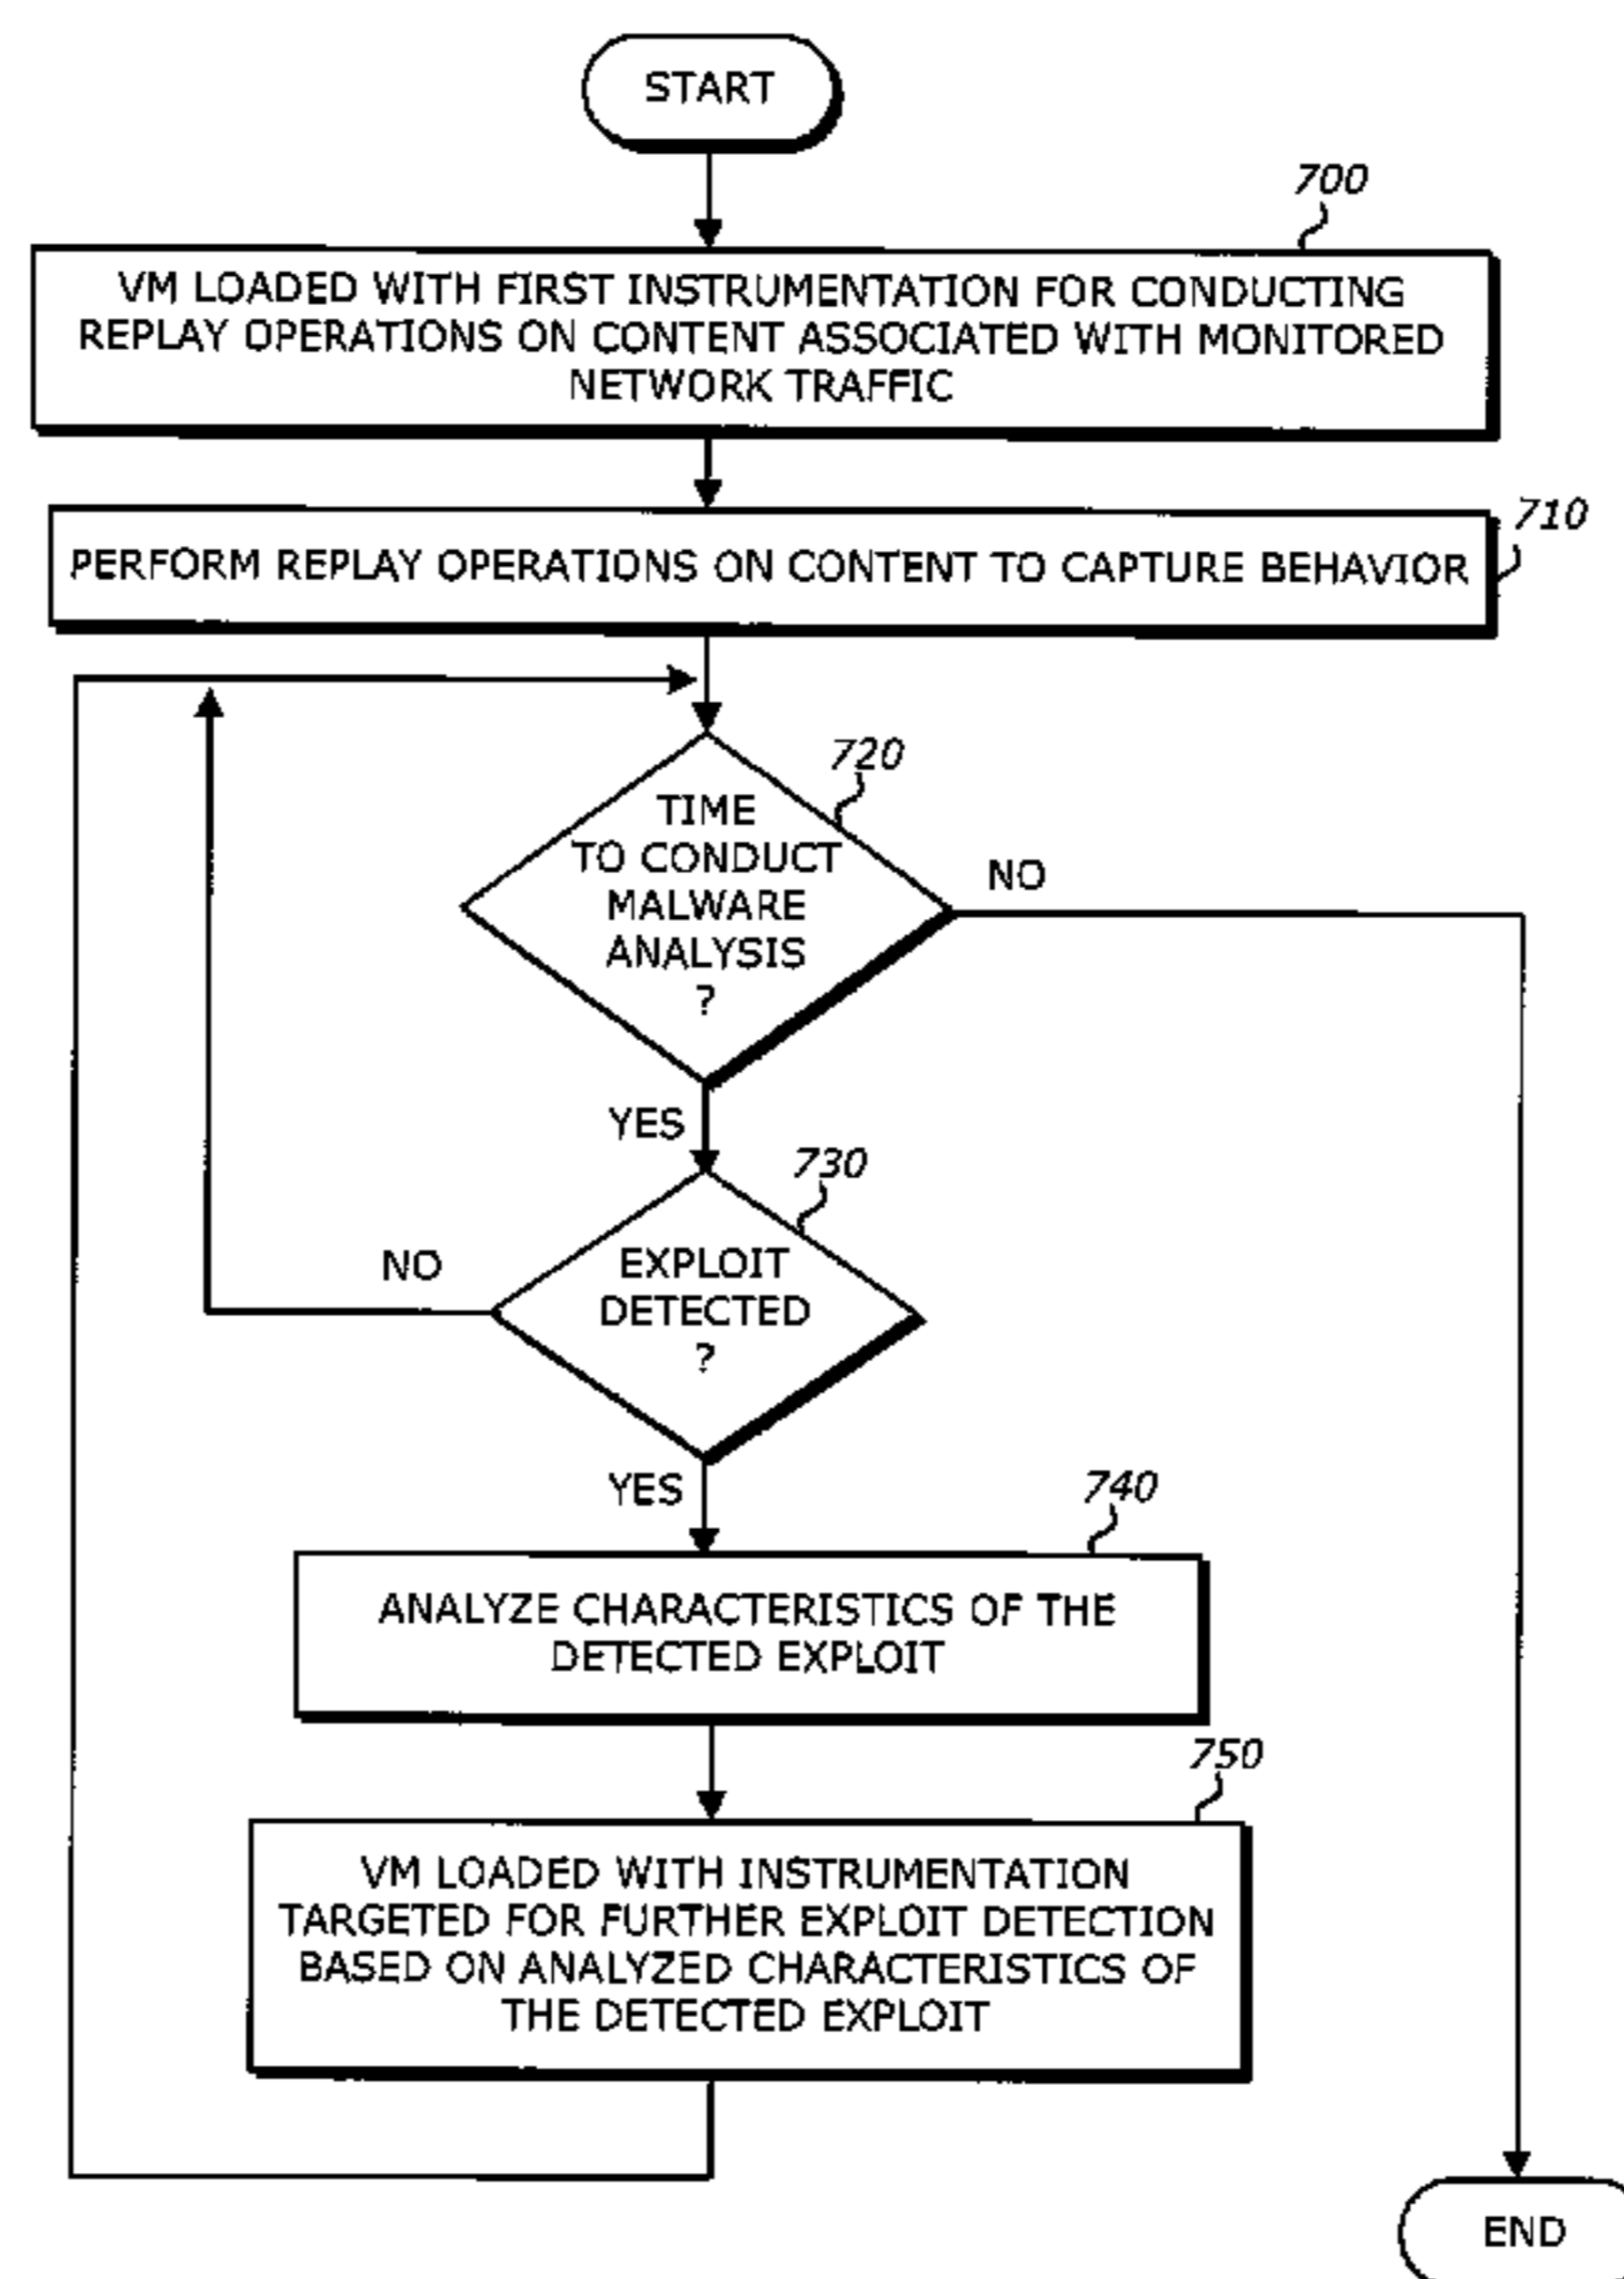 START
700
VM LOADED WITH FIRST INSTRUMENTATION FOR CONDUCTING
REPLAY OPERATIONS ON CONTENT ASSOCIATED WITH MONITORED
NETWORK TRAFFIC
710
PERFORM REPLAY OPERATIONS ON CONTENT TO CAPTURE BEHAVIOR
720
TIME
TO CONDUCT
MALWARE
ANALYSIS
?
NO
YES
730
EXPLOIT
DETECTED
?
NO
YES
740
ANALYZE CHARACTERISTICS OF THE
DETECTED EXPLOIT
750
VM LOADED WITH INSTRUMENTATION
TARGETED FOR FURTHER EXPLOIT DETECTION
BASED ON ANALYZED CHARACTERISTICS OF
THE DETECTED EXPLOIT
END